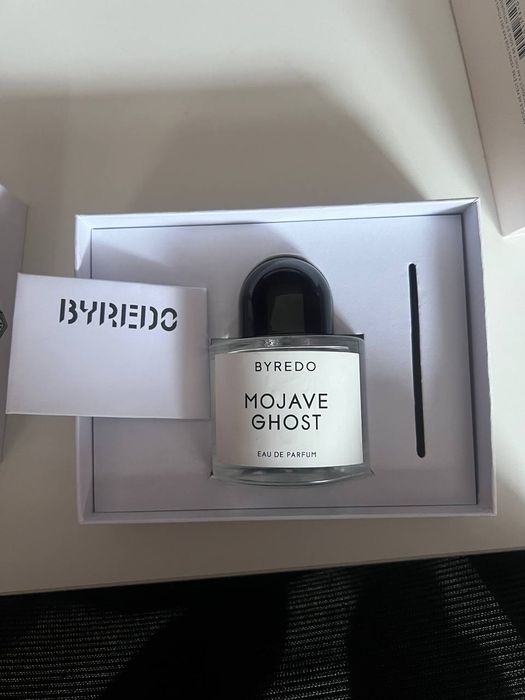 BYREDO
BYREDO
MOJAVE
GHOST
EAU DE PARFUM